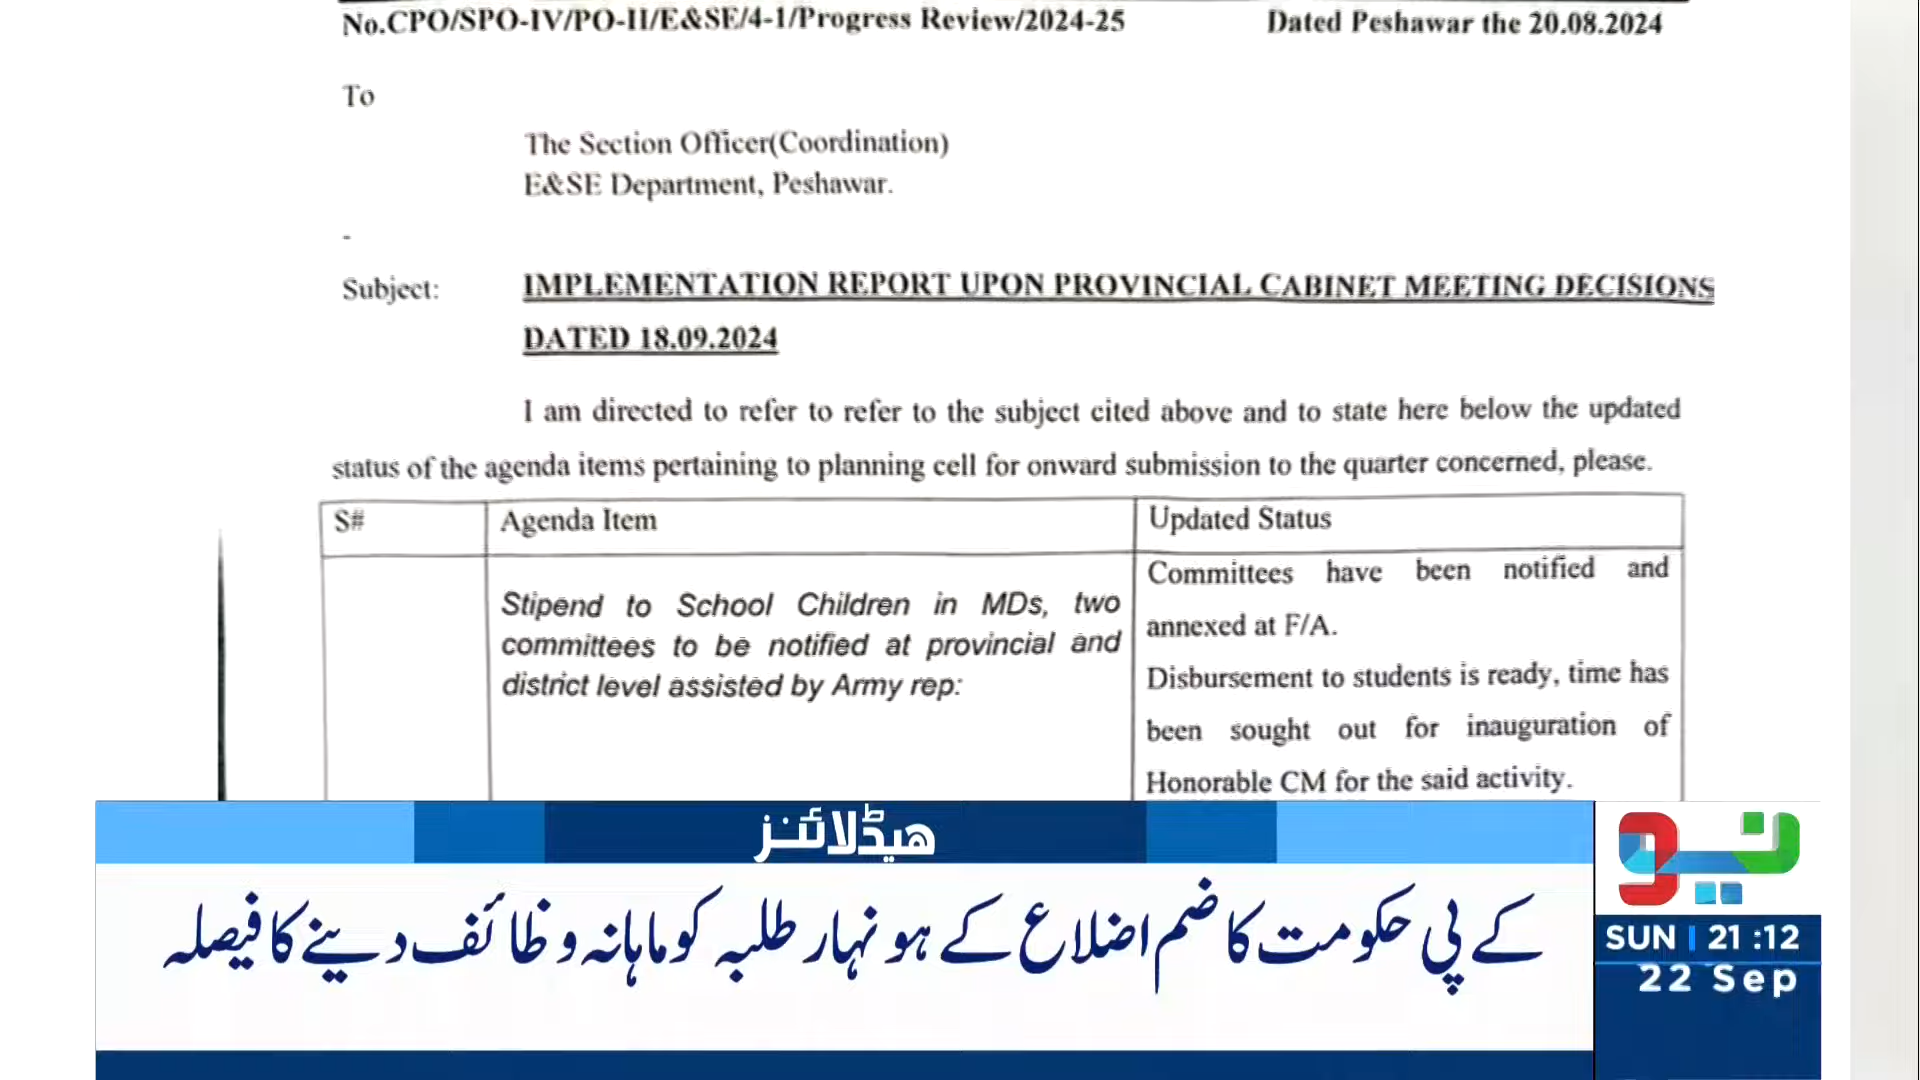 No.CPO/SPO-IV/PO-II/E&SE/4-1/Progress Review/2024-25 Dated Peshawar the 20.08.2024
To
The Section Officer(Coordination)
E&SE Department, Peshawar.
-
Subject: IMPLEMENTATION REPORT UPON PROVINCIAL CABINET MEETING DECISIONS
DATED 18.09.2024
I am directed to refer to refer to the subject cited above and to state here below the updated
status of the agenda items pertaining to planning cell for onward submission to the quarter concerned, please.
S# Agenda Item Updated Status
Stipend to School Children in MDs, two
committees to be notified at provincial and
district level assisted by Army rep:
Committees have been notified and
annexed at F/A.
Disbursement to students is ready, time has
been sought out for inauguration of
Honorable CM for the said activity.
ھیڈلائنز
کے پی حکومت کا ضم اضلاع کے ہونہار طلبہ کو ماہانہ وظائف دینے کا فیصلہ
نیو
SUN 21:12
22 Sep